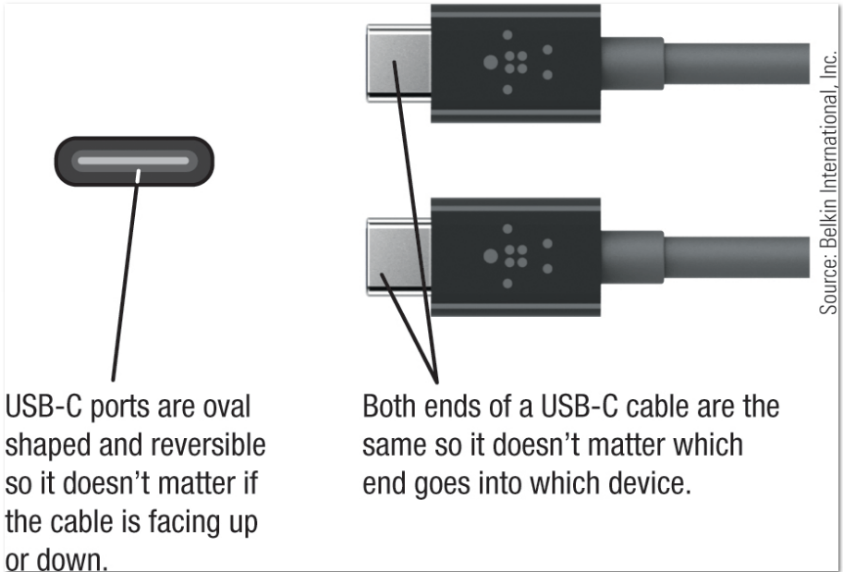 USB-C ports are oval
shaped and reversible
so it doesn’t matter if
the cable is facing up
or down.
Both ends of a USB-C cable are the
same so it doesn’t matter which
end goes into which device.
Source: Belkin International, Inc.